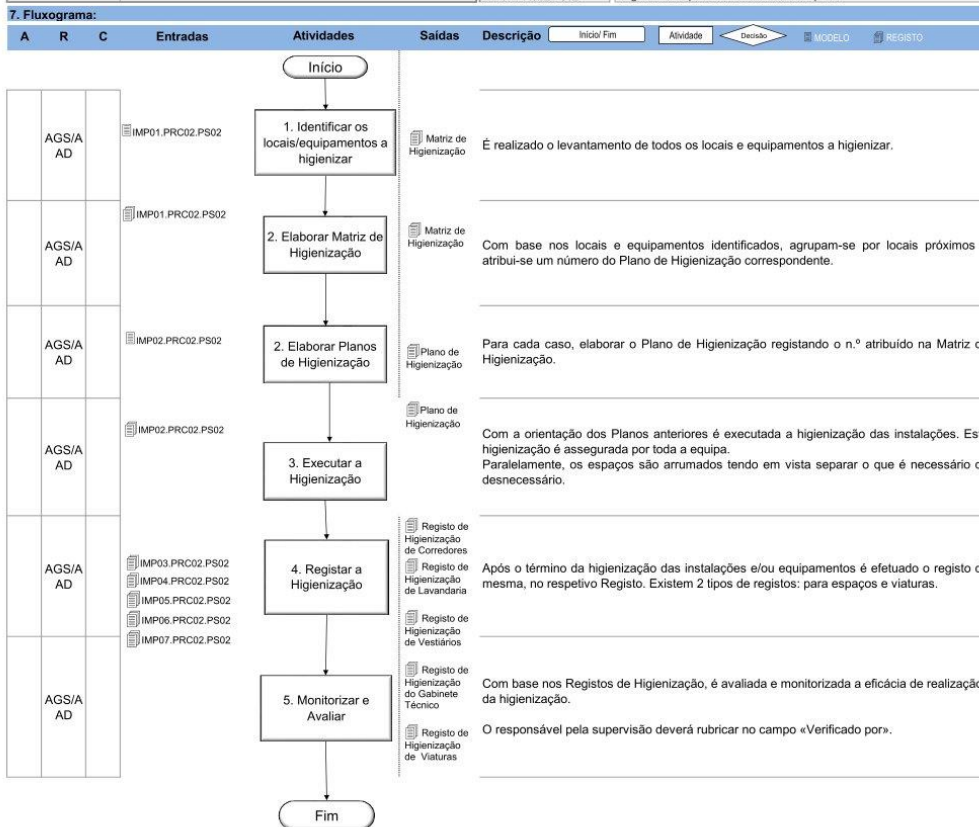 7. Fluxograma:
A R C Entradas Atividades Saídas Descrição Início/ Fim Atividade Decisão MODELO REGISTO
Início
AGS/A
AD
IMP01.PRC02.PS02
1. Identificar os
locais/equipamentos a
higienizar
Matriz de
Higienização
É realizado o levantamento de todos os locais e equipamentos a higienizar.
AGS/A
AD
IMP01.PRC02.PS02
2. Elaborar Matriz de
Higienização
Matriz de
Higienização
Com base nos locais e equipamentos identificados, agrupam-se por locais próximos
atribui-se um número do Plano de Higienização correspondente.
AGS/A
AD
IMP02.PRC02.PS02
2. Elaborar Planos
de Higienização
Plano de
Higienização
Para cada caso, elaborar o Plano de Higienização registando o n.º atribuído na Matriz d
Higienização.
AGS/A
AD
IMP02.PRC02.PS02
3. Executar a
Higienização
Plano de
Higienização
Com a orientação dos Planos anteriores é executada a higienização das instalações. Est
higienização é assegurada por toda a equipa.
Paralelamente, os espaços são arrumados tendo em vista separar o que é necessário d
desnecessário.
AGS/A
AD
IMP03.PRC02.PS02
IMP04.PRC02.PS02
IMP05.PRC02.PS02
IMP06.PRC02.PS02
IMP07.PRC02.PS02
4. Registar a
Higienização
Registo de
Higienização
de Corredores
Registo de
Higienização
de Lavandaria
Registo de
Higienização
de Vestiários
Após o término da higienização das instalações e/ou equipamentos é efetuado o registo d
mesma, no respetivo Registo. Existem 2 tipos de registos: para espaços e viaturas.
AGS/A
AD
5. Monitorizar e
Avaliar
Registo de
Higienização
do Gabinete
Técnico
Registo de
Higienização
de Viaturas
Com base nos Registos de Higienização, é avaliada e monitorizada a eficácia de realização
da higienização.
O responsável pela supervisão deverá rubricar no campo «Verificado por».
Fim